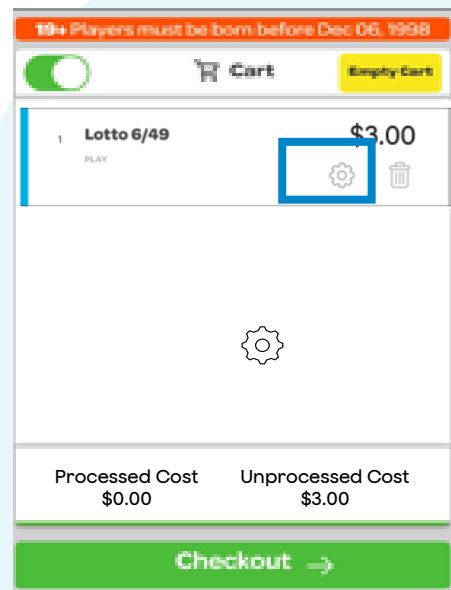 19+ Players must be born before Dec 06, 1998
Cart
Empty Cart
1 Lotto 6/49 $3.00
PLAY
Processed Cost Unprocessed Cost
$0.00 $3.00
Checkout →